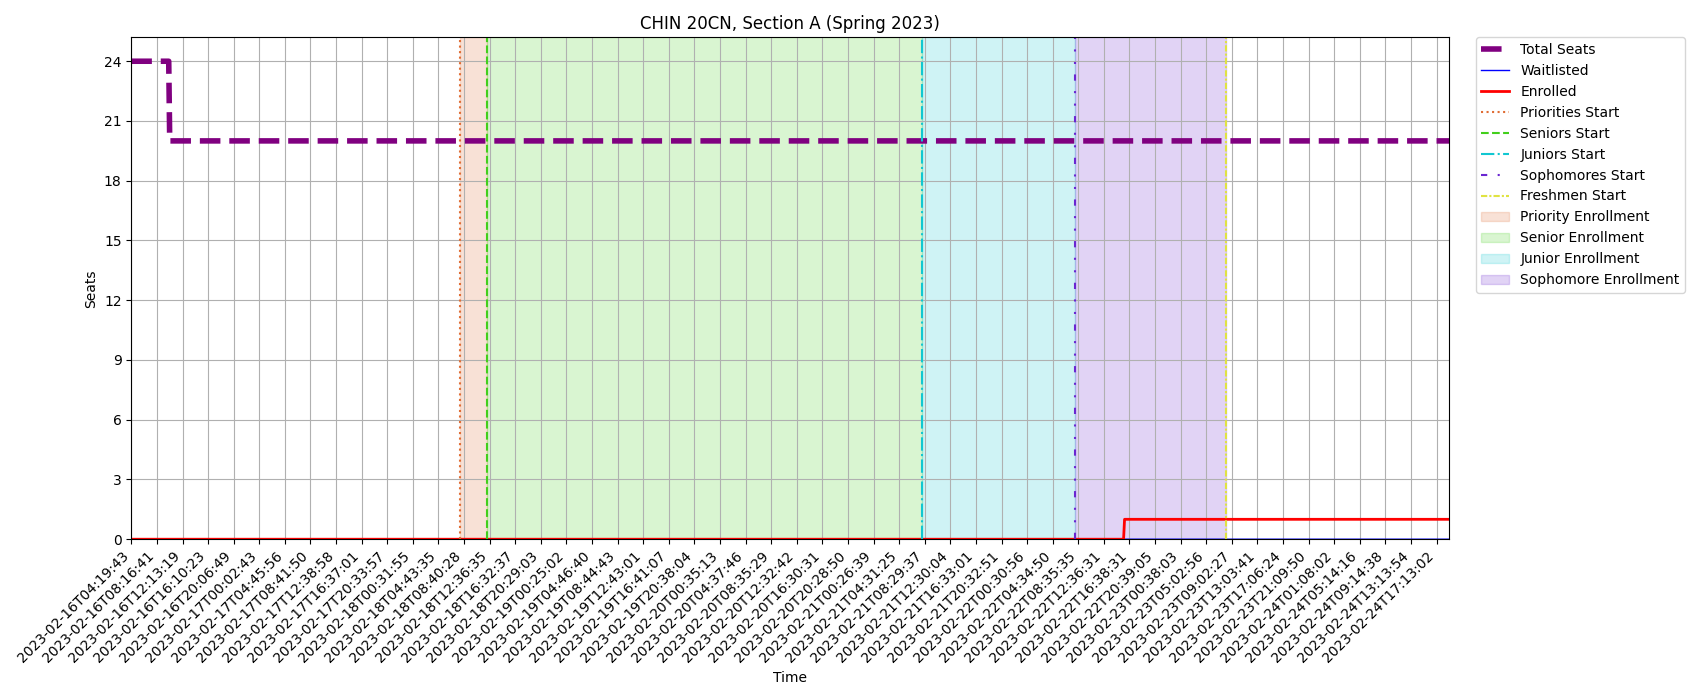 CHIN 20CN, Section A (Spring 2023)
Total Seats
Waitlisted
Enrolled
Priorities Start
Seniors Start
Juniors Start
Sophomores Start
Freshmen Start
Priority Enrollment
Senior Enrollment
Junior Enrollment
Sophomore Enrollment
Seats
24
21
18
15
12
9
6
3
0
2023-02-16T04:19:43
2023-02-16T08:16:41
2023-02-16T12:13:19
2023-02-16T16:10:23
2023-02-16T20:06:49
2023-02-17T00:02:43
2023-02-17T04:45:56
2023-02-17T08:41:50
2023-02-17T12:38:58
2023-02-17T16:37:01
2023-02-17T20:33:57
2023-02-18T00:31:55
2023-02-18T04:43:35
2023-02-18T08:40:28
2023-02-18T12:36:35
2023-02-18T16:32:37
2023-02-18T20:29:03
2023-02-19T00:25:02
2023-02-19T04:46:40
2023-02-19T08:44:43
2023-02-19T12:43:01
2023-02-19T16:41:07
2023-02-19T20:38:04
2023-02-20T00:35:13
2023-02-20T04:37:46
2023-02-20T08:35:29
2023-02-20T12:32:42
2023-02-20T16:30:31
2023-02-20T20:28:50
2023-02-21T00:26:39
2023-02-21T04:31:25
2023-02-21T08:29:37
2023-02-21T12:30:04
2023-02-21T16:33:01
2023-02-21T20:32:51
2023-02-22T00:30:56
2023-02-22T04:34:50
2023-02-22T08:35:35
2023-02-22T12:36:31
2023-02-22T16:38:31
2023-02-22T20:39:05
2023-02-23T00:38:03
2023-02-23T05:02:56
2023-02-23T09:02:27
2023-02-23T13:03:41
2023-02-23T17:06:24
2023-02-23T21:09:50
2023-02-24T01:08:02
2023-02-24T05:14:16
2023-02-24T09:14:38
2023-02-24T13:13:54
2023-02-24T17:13:02
Time